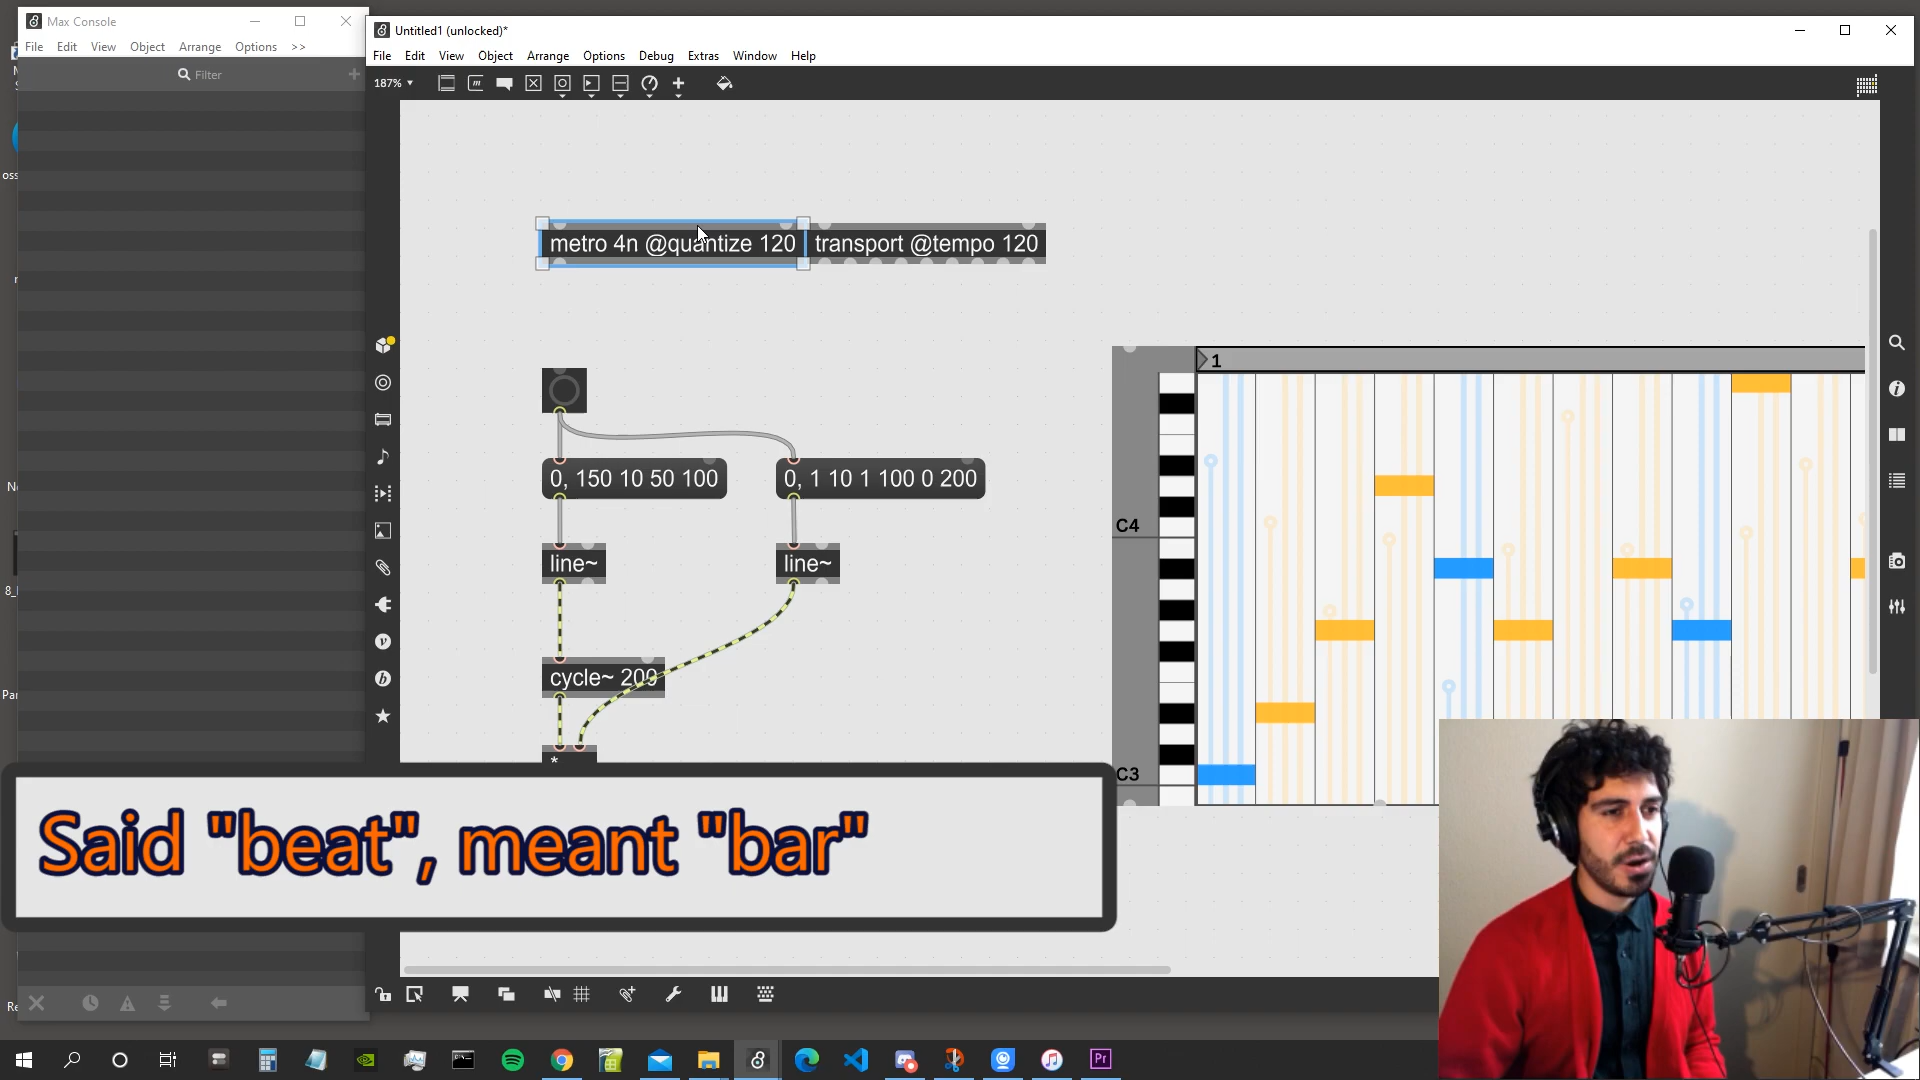 Max Console
File Edit View Object Arrange Options >>
Filter
Untitled1 (unlocked)*
File Edit View Object Arrange Options Debug Extras Window Help
187%
metro 4n @quantize 120
transport @tempo 120
0, 150 10 50 100
0, 1 10 1 100 0 200
line~
line~
cycle~ 200
*
1
C4
C3
Said "beat", meant "bar"
Pr